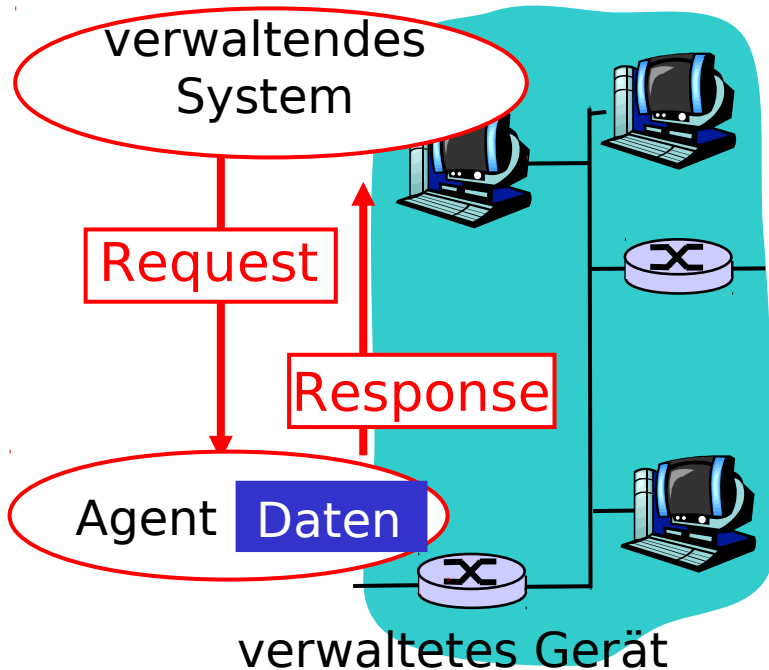 verwaltendes
System
Request
Response
Agent
Daten
verwaltetes Gerät